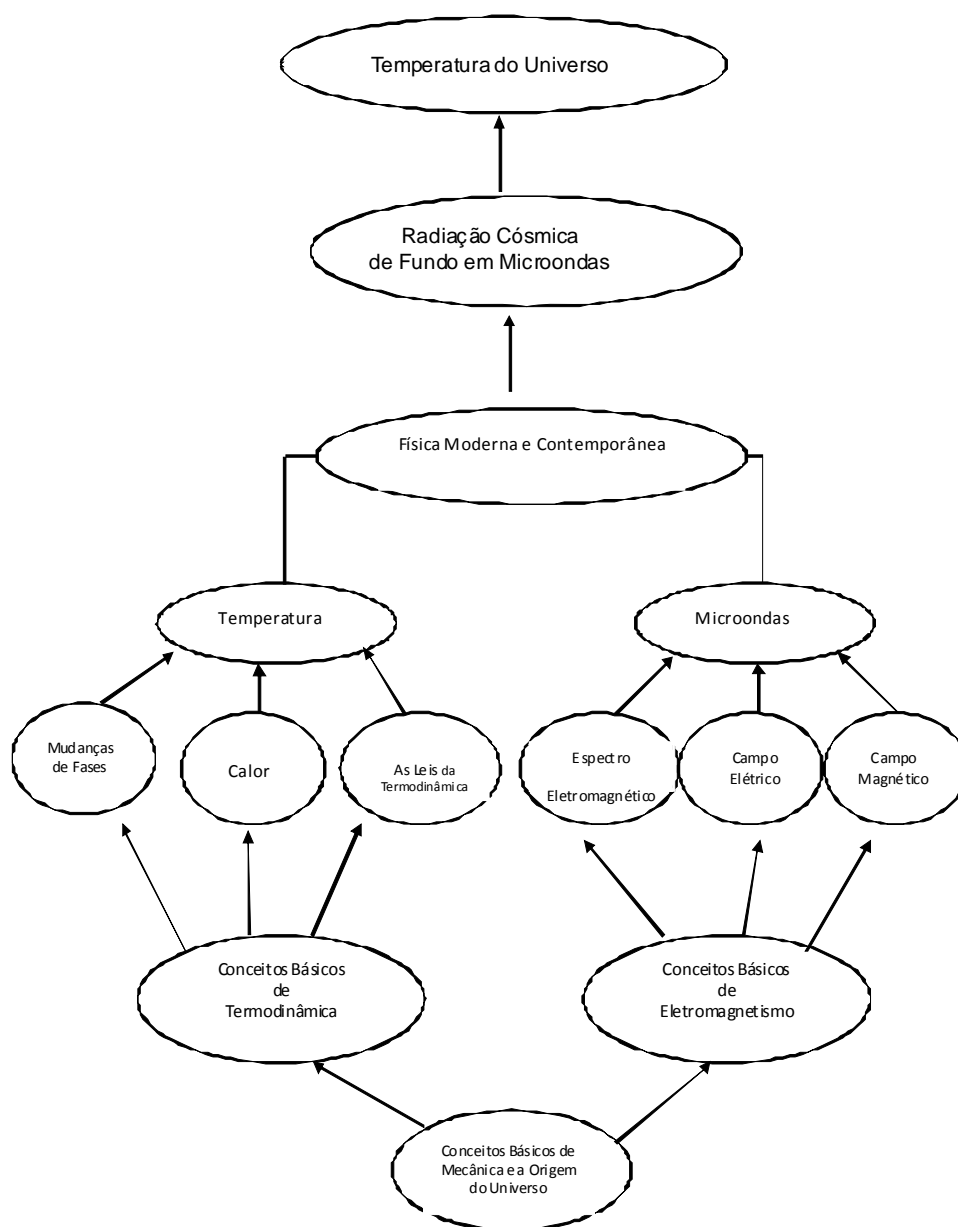 Temperatura do Universo
Radiação Cósmica
de Fundo em Microondas
Física Moderna e Contemporânea
Temperatura
Microondas
Mudanças
de Fases
Calor
As Leis da
Termodinâmica
Espectro
Eletromagnético
Campo
Elétrico
Campo
Magnético
Conceitos Básicos
de
Termodinâmica
Conceitos Básicos
de
Eletromagnetismo
Conceitos Básicos de
Mecânica e a Origem
do Universo